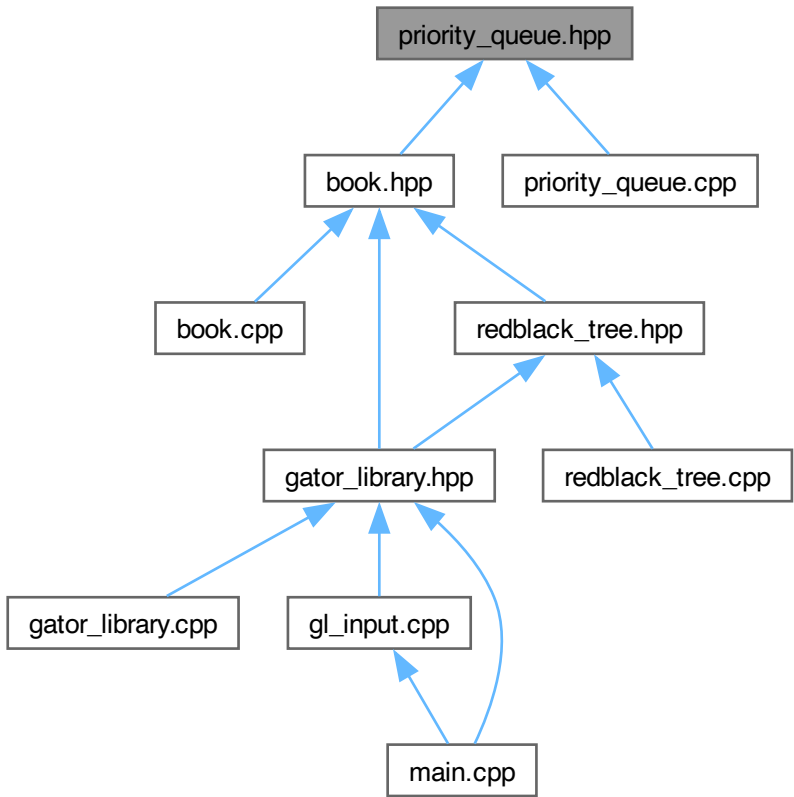 priority_queue.hpp
book.hpp
priority_queue.cpp
book.cpp
redblack_tree.hpp
gator_library.hpp
redblack_tree.cpp
gator_library.cpp
gl_input.cpp
main.cpp